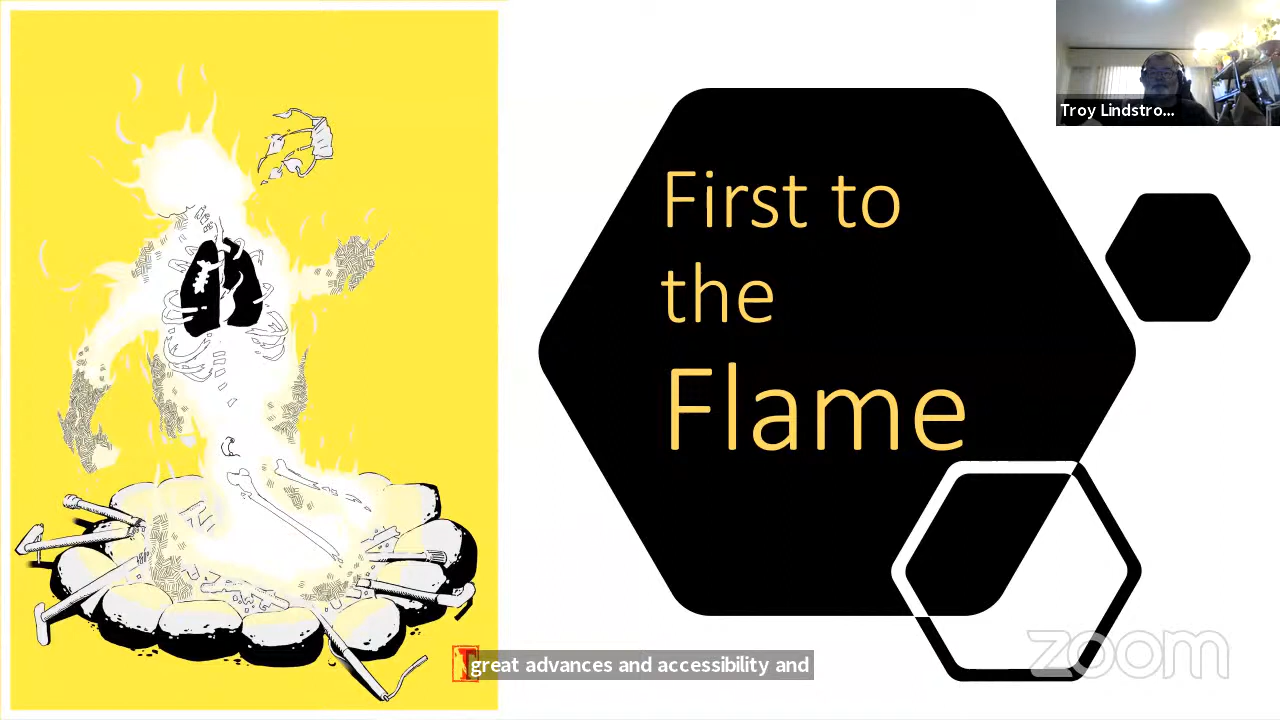 Troy Lindstro...
First to
the
Flame
great advances and accessibility and
zoom